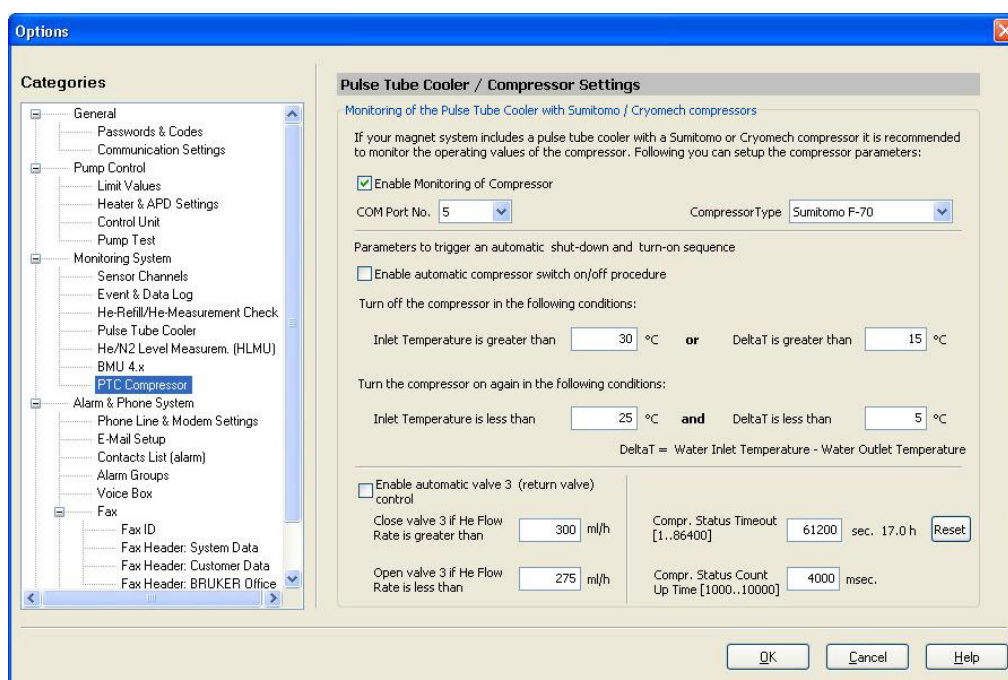 Options
Categories
General
Passwords & Codes
Communication Settings
Pump Control
Limit Values
Heater & APD Settings
Control Unit
Pump Test
Monitoring System
Sensor Channels
Event & Data Log
He-Refill/He-Measurement Check
Pulse Tube Cooler
He/N2 Level Measurem. (HLMU)
BMU 4.x
PTC Compressor
Alarm & Phone System
Phone Line & Modem Settings
E-Mail Setup
Contacts List (alarm)
Alarm Groups
Voice Box
Fax
Fax ID
Fax Header: System Data
Fax Header: Customer Data
Fax Header: BRUKER Office
Pulse Tube Cooler / Compressor Settings
Monitoring of the Pulse Tube Cooler with Sumitomo / Cryomech compressors
If your magnet system includes a pulse tube cooler with a Sumitomo or Cryomech compressor it is recommended
to monitor the operating values of the compressor. Following you can setup the compressor parameters:
Enable Monitoring of Compressor
COM Port No. 5 CompressorType Sumitomo F-70
Parameters to trigger an automatic shut-down and turn-on sequence
Enable automatic compressor switch on/off procedure
Turn off the compressor in the following conditions:
Inlet Temperature is greater than 30 °C or DeltaT is greater than 15 °C
Turn the compressor on again in the following conditions:
Inlet Temperature is less than 25 °C and DeltaT is less than 5 °C
DeltaT = Water Inlet Temperature - Water Outlet Temperature
Enable automatic valve 3 (return valve)
control
Close valve 3 if He Flow
Rate is greater than 300 ml/h
Open valve 3 if He Flow
Rate is less than 275 ml/h
Compr. Status Timeout
[1..86400] 61200 sec. 17.0 h Reset
Compr. Status Count
Up Time [1000..10000] 4000 msec.
OK Cancel Help